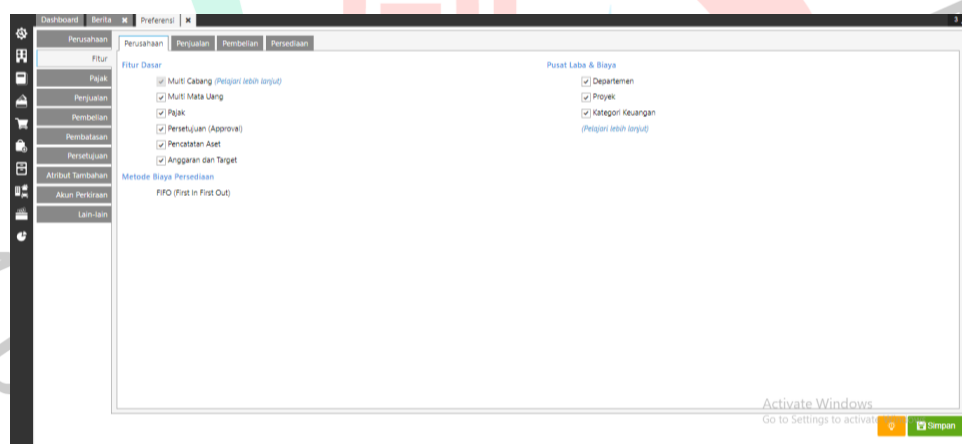 Dashboard Berita Preferensi 3
Perusahaan
Fitur
Pajak
Penjualan
Pembelian
Pembatasan
Persetujuan
Atribut Tambahan
Akun Perkiraan
Lain-lain
Perusahaan Penjualan Pembelian Persediaan
Fitur Dasar
Multi Cabang (Pelajari lebih lanjut)
Multi Mata Uang
Pajak
Persetujuan (Approval)
Pencatatan Aset
Anggaran dan Target
Metode Biaya Persediaan
FIFO (First In First Out)
Pusat Laba & Biaya
Departemen
Proyek
Kategori Keuangan
(Pelajari lebih lanjut)
Activate Windows
Go to Settings to activate
Simpan